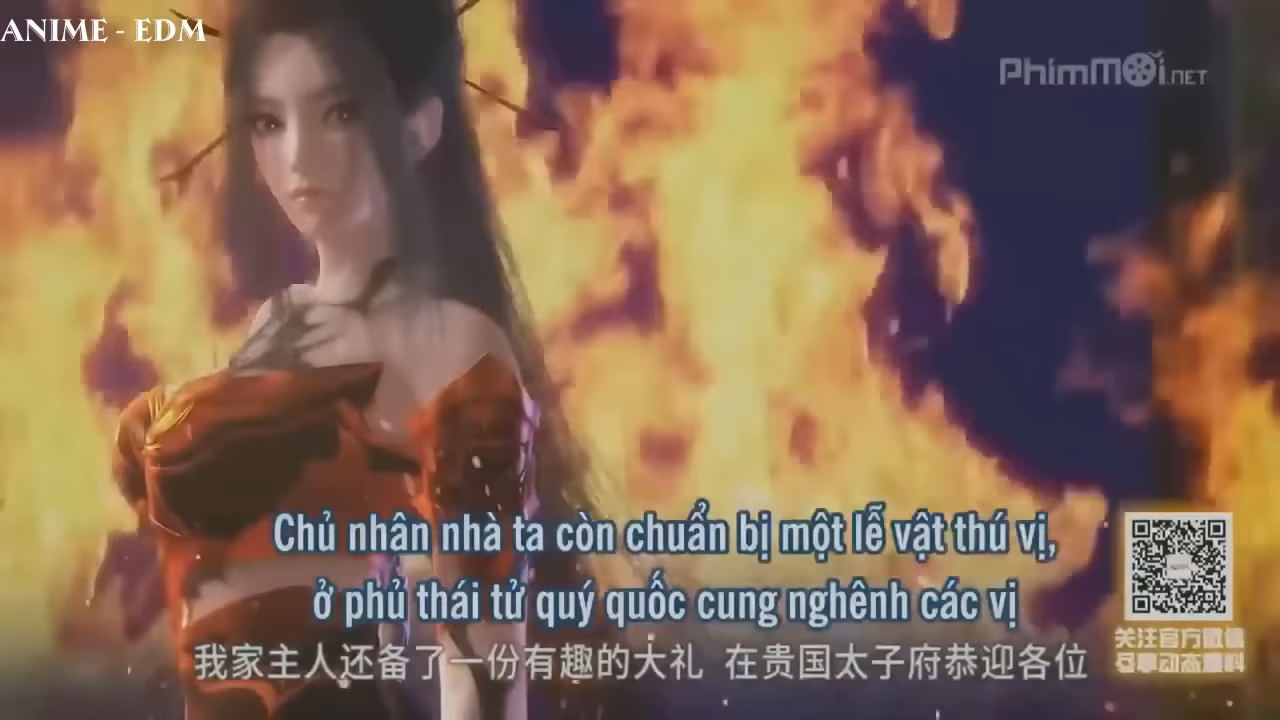 ANIME - EDM
PhimMỚi.NET
Chủ nhân nhà ta còn chuẩn bị một lễ vật thú vị,
ở phủ thái tử quý quốc cung nghênh các vị
我家主人还备了一份有趣的大礼 在贵国太子府恭迎各位
关注官方微信